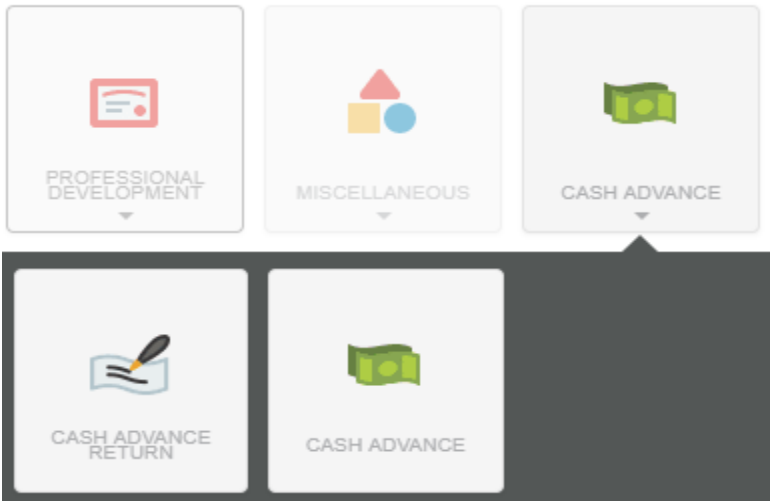 PROFESSIONAL
DEVELOPMENT
MISCELLANEOUS
CASH ADVANCE
CASH ADVANCE
RETURN
CASH ADVANCE